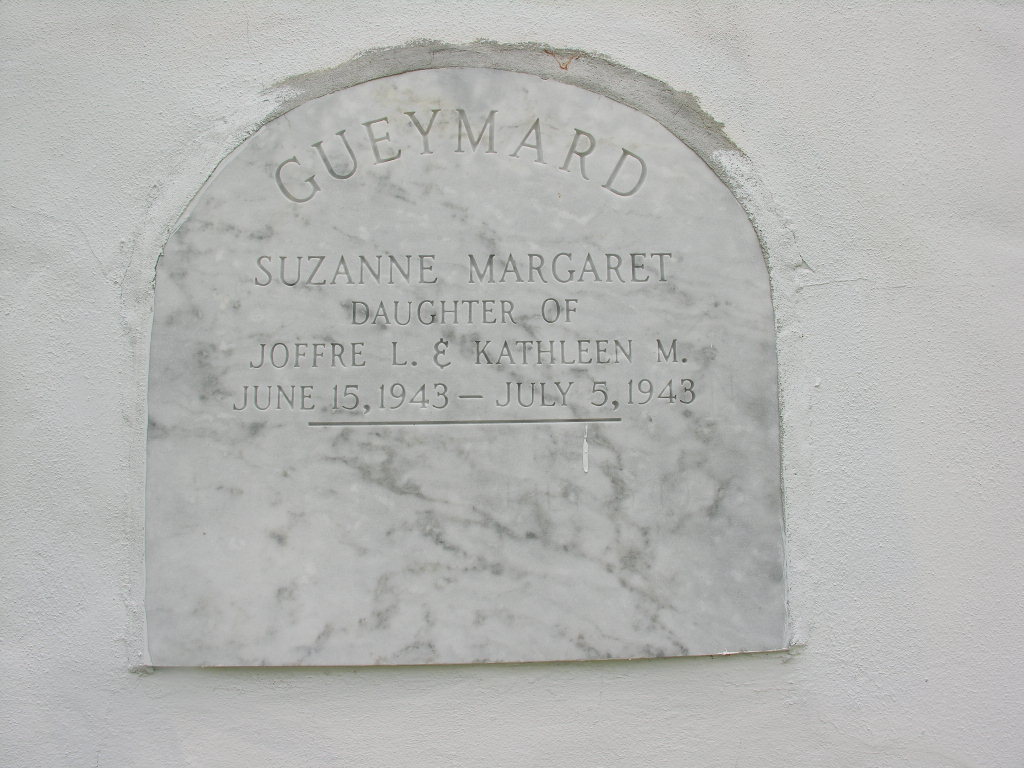 GUEYMARD
SUZANNE MARGARET
DAUGHTER OF
JOFFRE L. & KATHLEEN M.
JUNE 15, 1943 — JULY 5, 1943